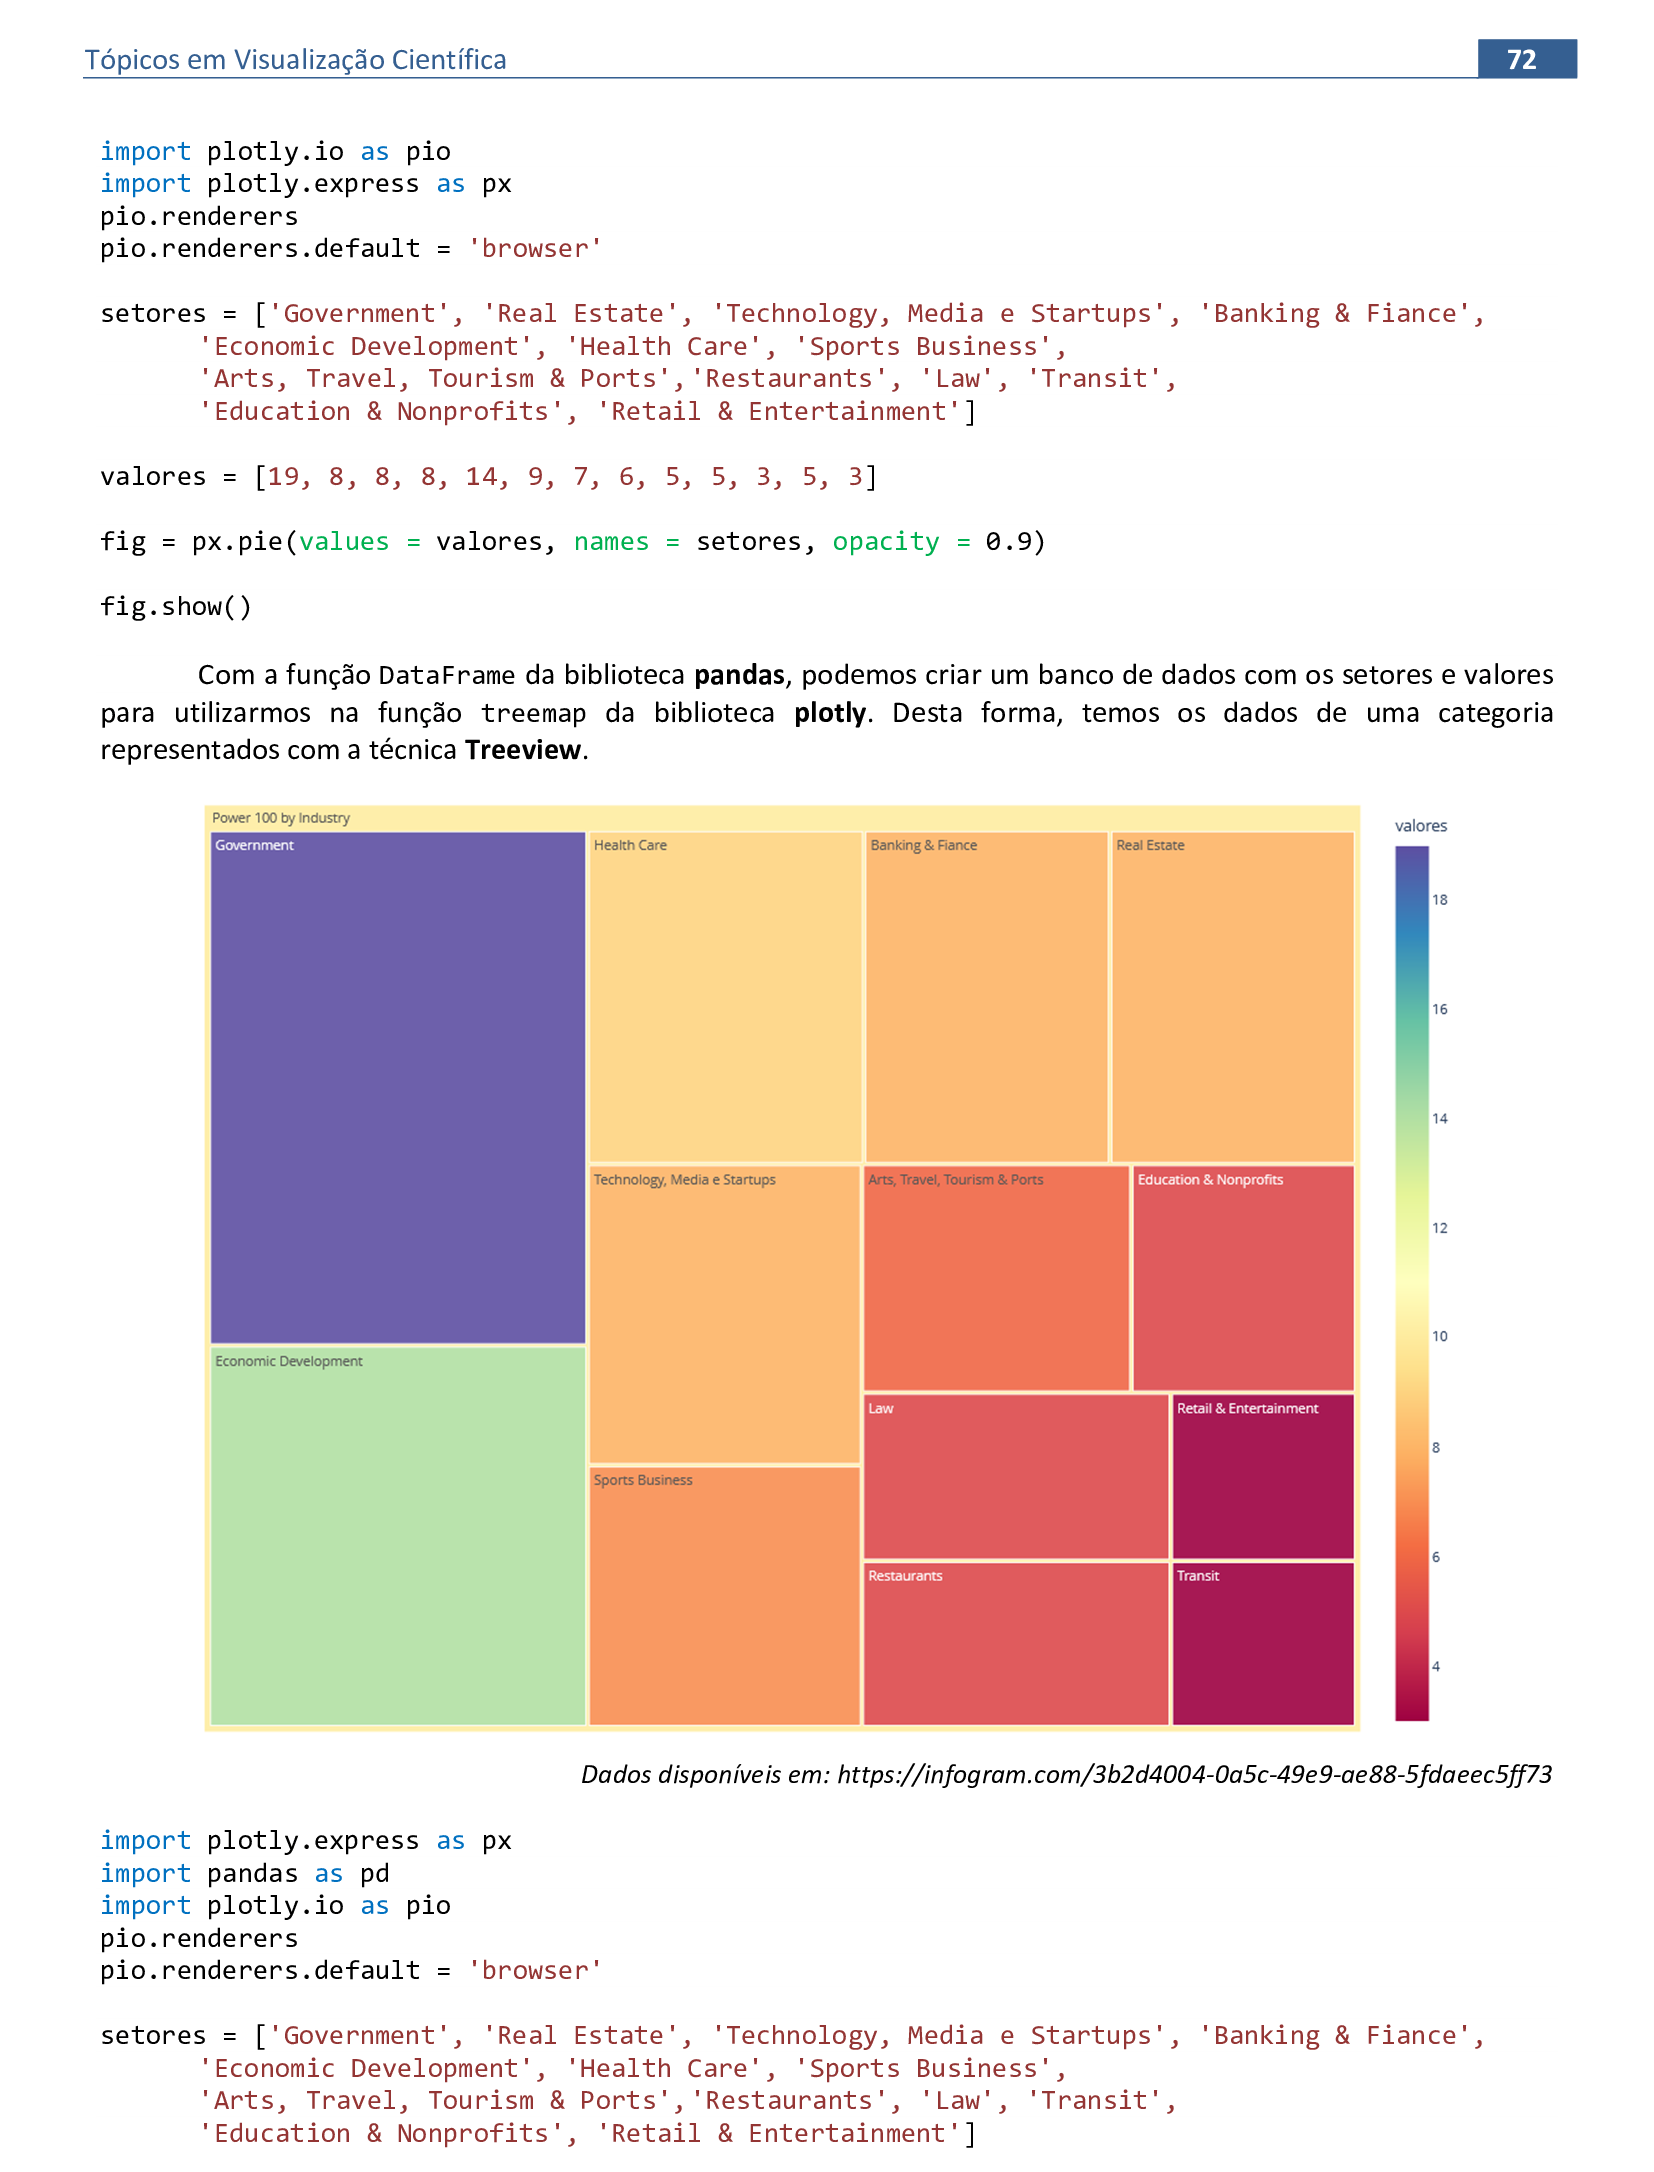 Tópicos em Visualização Científica 72
import plotly.io as pio
import plotly.express as px
pio.renderers
pio.renderers.default = 'browser'
setores = ['Government', 'Real Estate', 'Technology, Media e Startups', 'Banking & Fiance',
'Economic Development', 'Health Care', 'Sports Business',
'Arts, Travel, Tourism & Ports','Restaurants', 'Law', 'Transit',
'Education & Nonprofits', 'Retail & Entertainment']
valores = [19, 8, 8, 8, 14, 9, 7, 6, 5, 5, 3, 5, 3]
fig = px.pie(values = valores, names = setores, opacity = 0.9)
fig.show()
Com a função DataFrame da biblioteca pandas, podemos criar um banco de dados com os setores e valores
para utilizarmos na função treemap da biblioteca plotly. Desta forma, temos os dados de uma categoria
representados com a técnica Treeview.
Power 100 by Industry
Government
Health Care
Banking & Fiance
Real Estate
Technology, Media e Startups
Arts, Travel, Tourism & Ports
Education & Nonprofits
Economic Development
Law
Retail & Entertainment
Sports Business
Restaurants
Transit
valores
18
16
14
12
10
8
6
4
Dados disponíveis em: https://infogram.com/3b2d4004-0a5c-49e9-ae88-5fdaeec5ff73
import plotly.express as px
import pandas as pd
import plotly.io as pio
pio.renderers
pio.renderers.default = 'browser'
setores = ['Government', 'Real Estate', 'Technology, Media e Startups', 'Banking & Fiance',
'Economic Development', 'Health Care', 'Sports Business',
'Arts, Travel, Tourism & Ports','Restaurants', 'Law', 'Transit',
'Education & Nonprofits', 'Retail & Entertainment']